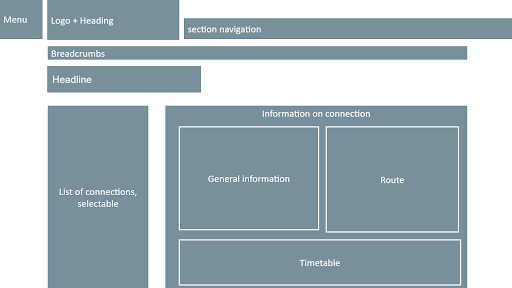 Menu
Logo + Heading
section navigation
Breadcrumbs
Headline
Information on connection
General information
Route
List of connections,
selectable
Timetable